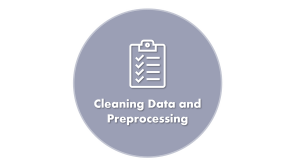 Cleaning Data and
Preprocessing